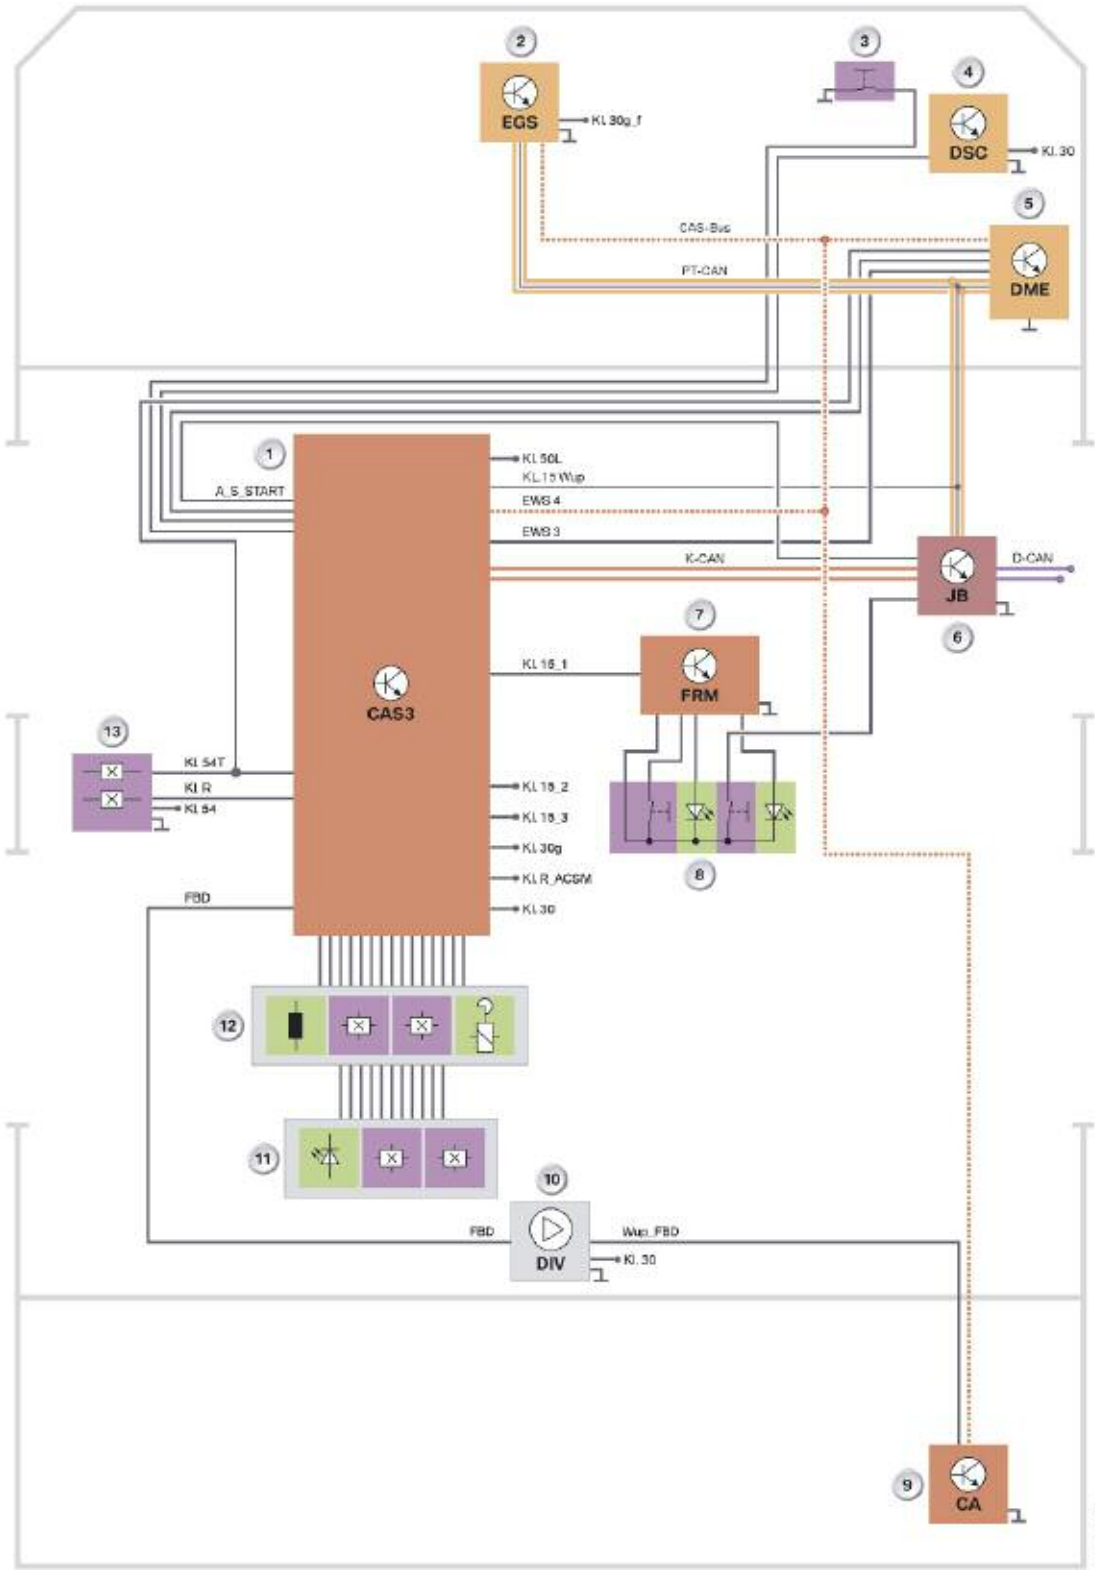 2
3
4
EGS
Kl. 30g_f
DSC
Kl. 30
5
CAS-Bus
PT-CAN
DME
1
Kl. 50L
KL.15 Wup
A_S_START
EWS 4
EWS 3
K-CAN
D-CAN
JB
6
7
Kl. 15_1
FRM
CAS3
13
Kl. 54T
Kl. R
Kl. 54
Kl. 15_2
Kl. 15_3
Kl. 30g
Kl. R_ACSM
Kl. 30
8
FBD
12
11
10
FBD
Wup_FBD
Kl. 30
DIV
9
CA